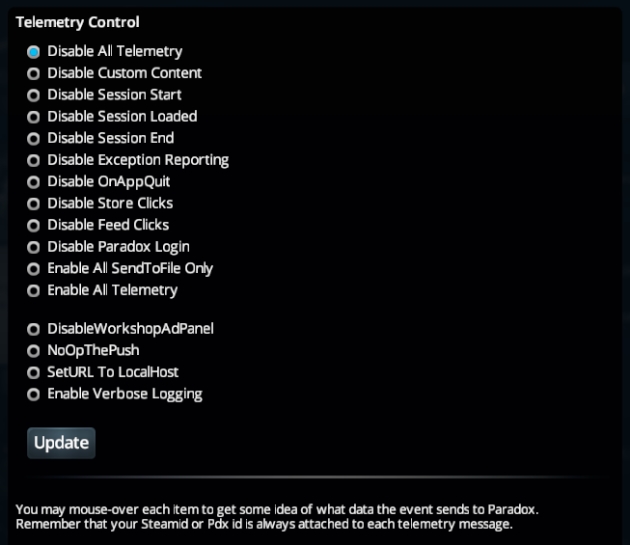 Telemetry Control
Disable All Telemetry
Disable Custom Content
Disable Session Start
Disable Session Loaded
Disable Session End
Disable Exception Reporting
Disable OnAppQuit
Disable Store Clicks
Disable Feed Clicks
Disable Paradox Login
Enable All SendToFile Only
Enable All Telemetry
DisableWorkshopAdPanel
NoOpThePush
SetURL To LocalHost
Enable Verbose Logging
Update
You may mouse-over each item to get some idea of what data the event sends to Paradox.
Remember that your Steamid or Pdx id is always attached to each telemetry message.